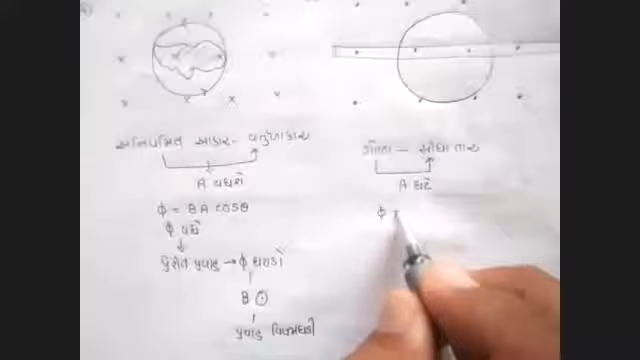 અનિયમિત આકાર - વર્તુળાકાર
A વધશે
ϕ = BA cosθ
ϕ વધે
પ્રેરિત પ્રવાહ → ϕ ઘટાડો
B ⊙
પ્રવાહ વિષમઘડી
ગોળા - સીધા તાર
A ઘટે
ϕ